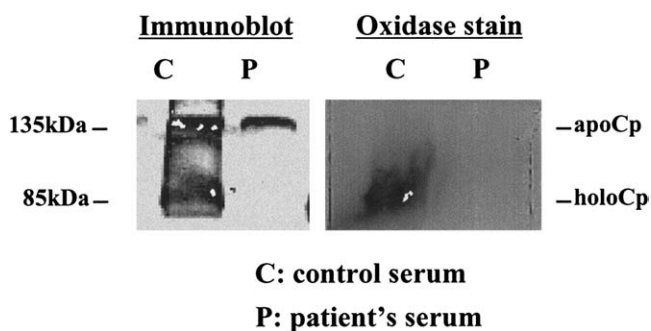 Immunoblot Oxidase stain
C P C P
135kDa – –apoCp
85kDa – –holoCp
C: control serum
P: patient's serum